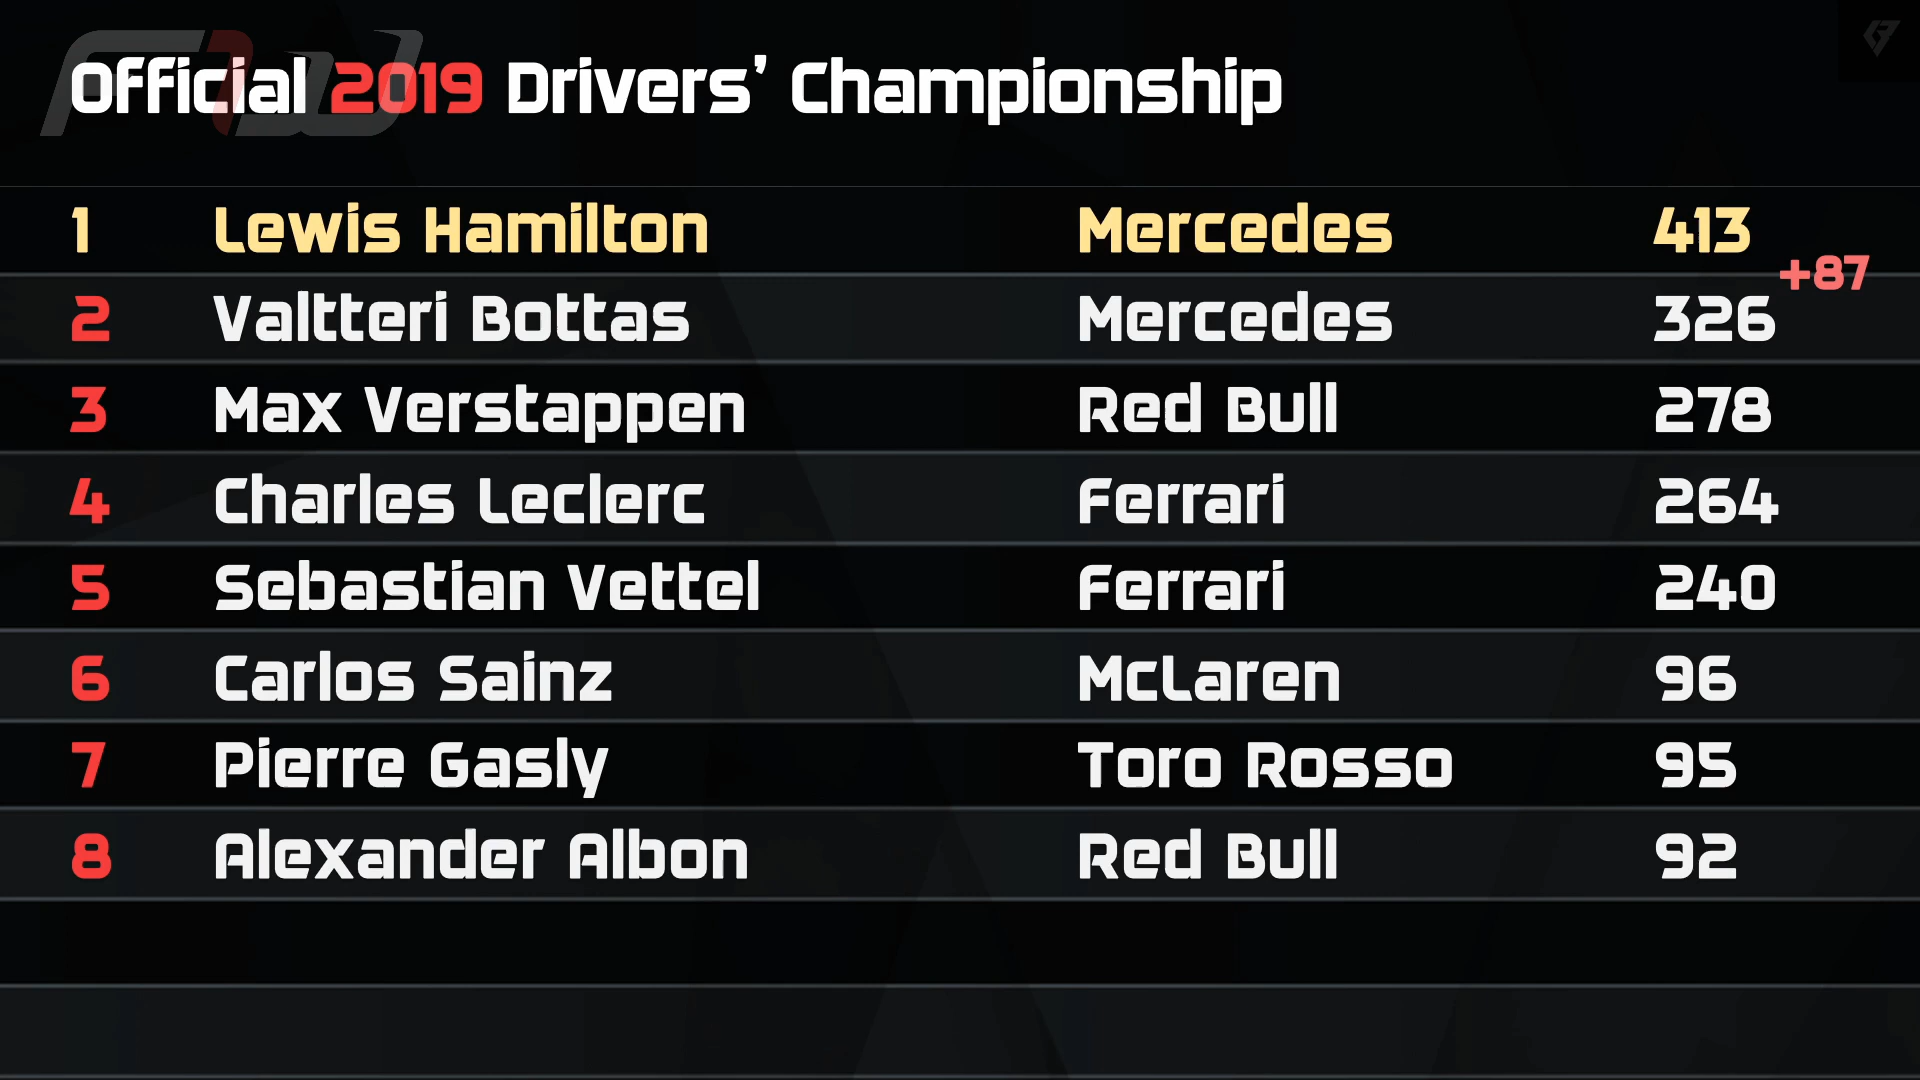 Official 2019 Drivers' Championship
1 Lewis Hamilton Mercedes 413
+87
2 Valtteri Bottas Mercedes 326
3 Max Verstappen Red Bull 278
4 Charles Leclerc Ferrari 264
5 Sebastian Vettel Ferrari 240
6 Carlos Sainz McLaren 96
7 Pierre Gasly Toro Rosso 95
8 Alexander Albon Red Bull 92